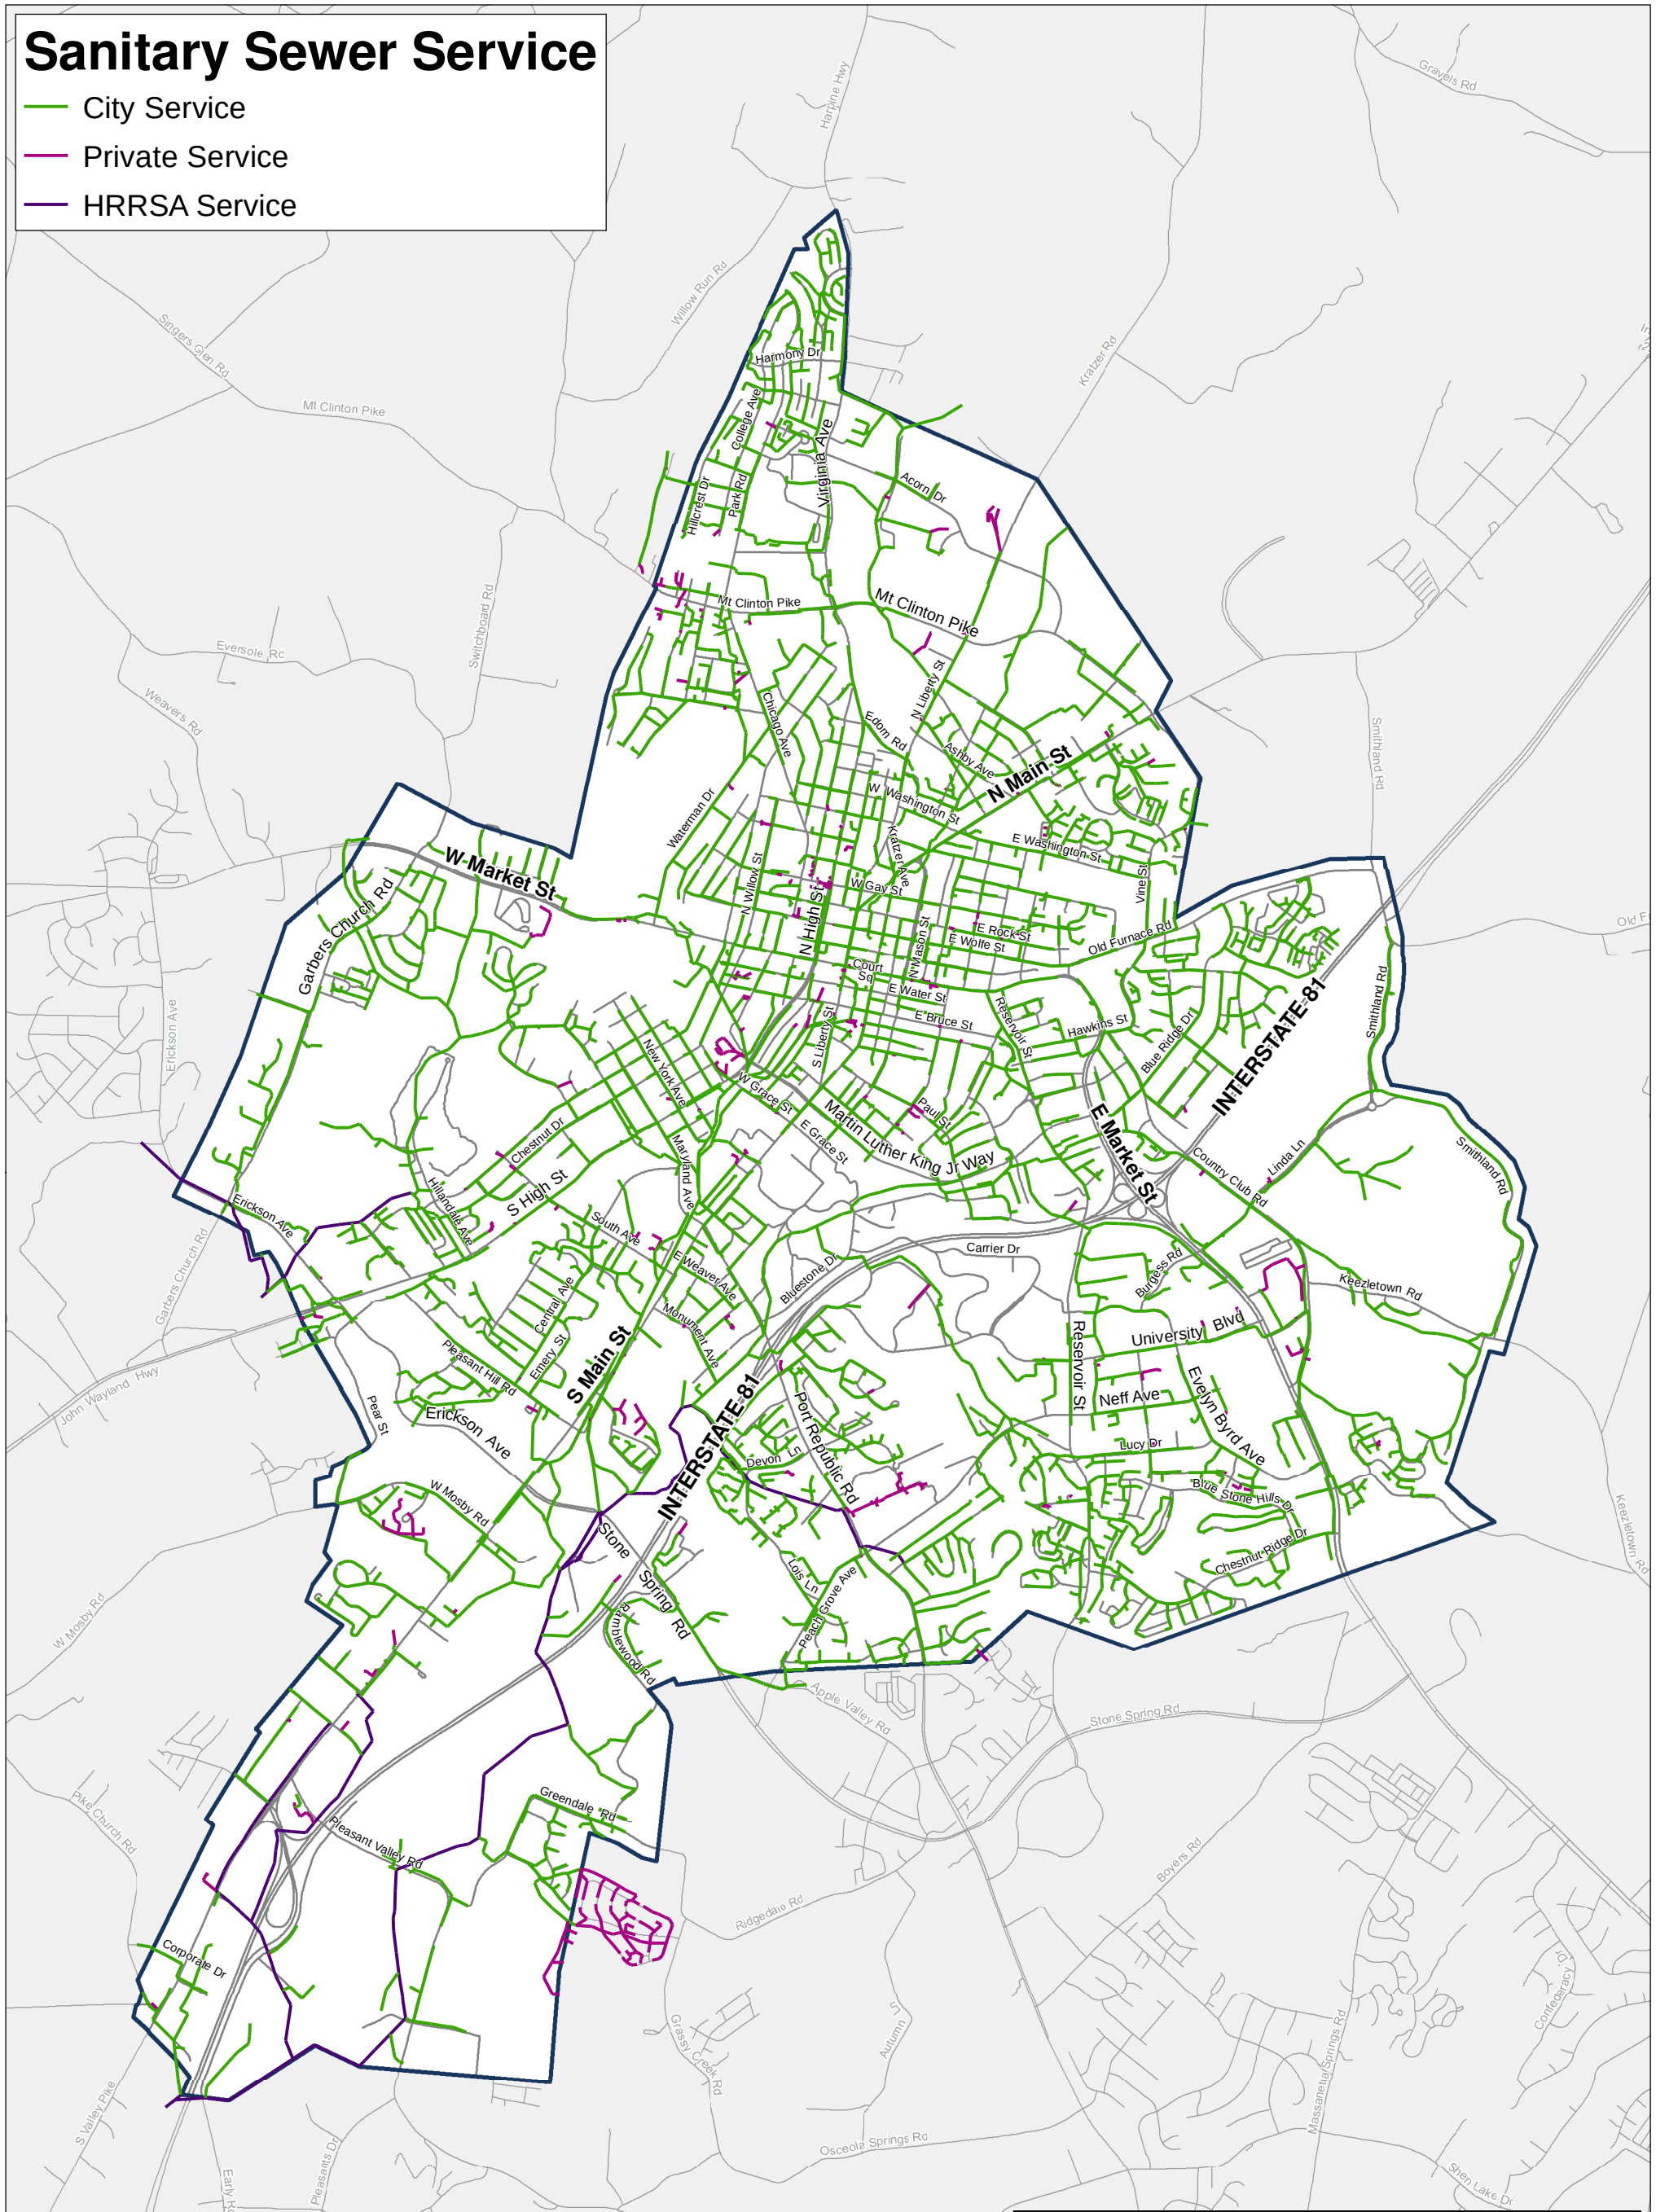 Sanitary Sewer Service
City Service
Private Service
HRRSA Service
Harpine Hwy
Gravels Rd
Willow Run Rd
Singers Glen Rd
Mt Clinton Pike
Kratzer Rd
Harmony Dr
College Ave
Virginia Ave
Acorn Dr
Hillcrest Dr
Park Rd
Mt Clinton Pike
Mt Clinton Pike
Switchboard Rd
Eversole Rd
Weavers Rd
N Liberty St
Chicago Ave
Edom Rd
Ashby Ave
N Main St
Smithland Rd
Waterman Dr
W Washington St
E Washington St
Kratzer Ave
W Market St
N Willow St
W Gay St
Vine St
Garbers Church Rd
N High St
N Mason St
E Rock St
E Wolfe St
Old Furnace Rd
Court
Sq
E Water St
E Bruce St
Reservoir St
Hawkins St
Blue Ridge Dr
INTERSTATE 81
Smithland Rd
Erickson Ave
S Liberty St
New York Ave
W Grace St
E Grace St
Paul St
Martin Luther King Jr Way
E Market St
Chestnut Dr
Maryland Ave
Country Club Rd
Linda Ln
Smithland Rd
Hillandale Ave
S High St
Erickson Ave
South Ave
Garbers Church Rd
E Weaver Ave
Bluestone Dr
Carrier Dr
Burgess Rd
Keezletown Rd
Central Ave
Monument Ave
University Blvd
Reservoir St
Pleasant Hill Rd
Emery St
S Main St
John Wayland Hwy
Pear St
Erickson Ave
INTERSTATE 81
Port Republic Rd
Neff Ave
Evelyn Byrd Ave
Devon Ln
Lucy Dr
Blue Stone Hills Dr
W Mosby Rd
Stone Spring Rd
Chestnut Ridge Dr
Keezletown Rd
Lois Ln
Peach Grove Ave
W Mosby Rd
Ramblewood Rd
Apple Valley Rd
Stone Spring Rd
Greendale Rd
Pike Church Rd
Pleasant Valley Rd
Boyers Rd
Ridgedale Rd
Corporate Dr
Confederacy Dr
Autumn Ln
Grassy Creek Rd
Massanetta Springs Rd
S Valley Pike
Osceola Springs Rd
Pleasants Dr
Early Rd
Shen Lake Dr